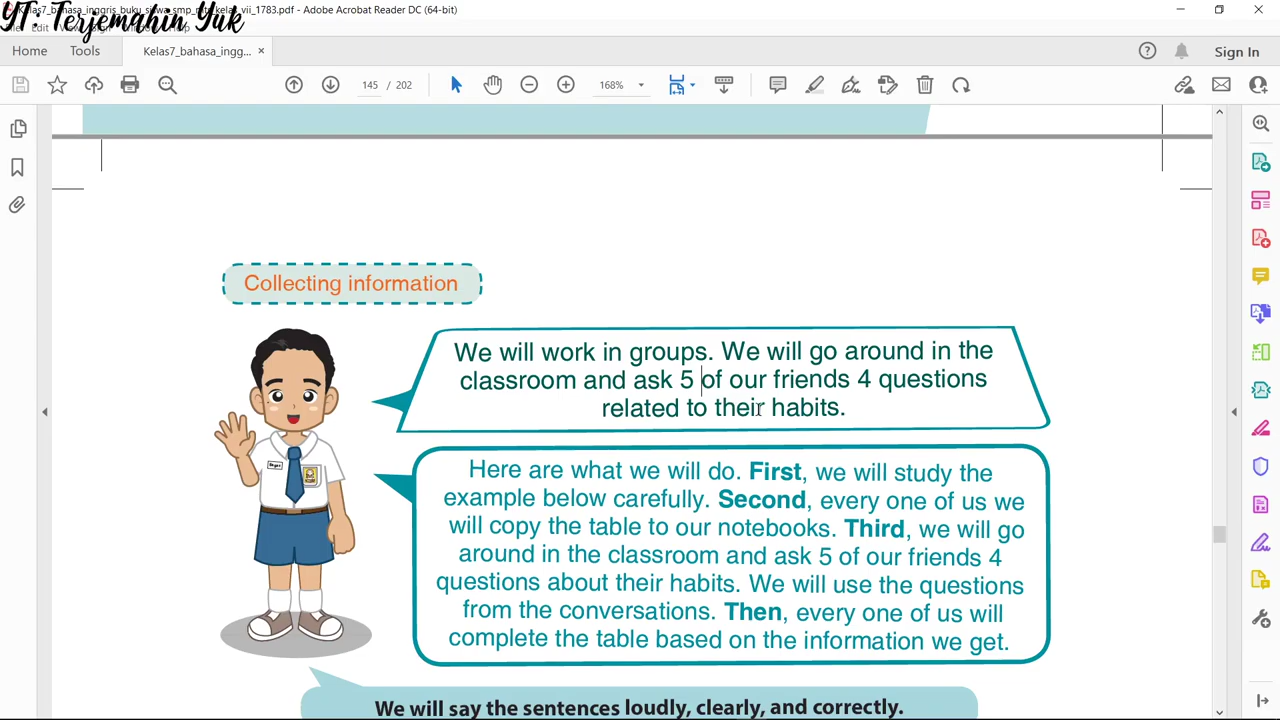 Kelas7_bahasa_inggris_buku_siswa_smp_mts_kelas_vii_1783.pdf - Adobe Acrobat Reader DC (64-bit)
YT: Terjemahin Yuk
Home Tools Kelas7_bahasa_ingg... × Sign In
145 / 202 168%
Collecting information
We will work in groups. We will go around in the
classroom and ask 5 of our friends 4 questions
related to their habits.
Here are what we will do. First, we will study the
example below carefully. Second, every one of us we
will copy the table to our notebooks. Third, we will go
around in the classroom and ask 5 of our friends 4
questions about their habits. We will use the questions
from the conversations. Then, every one of us will
complete the table based on the information we get.
We will say the sentences loudly, clearly, and correctly.